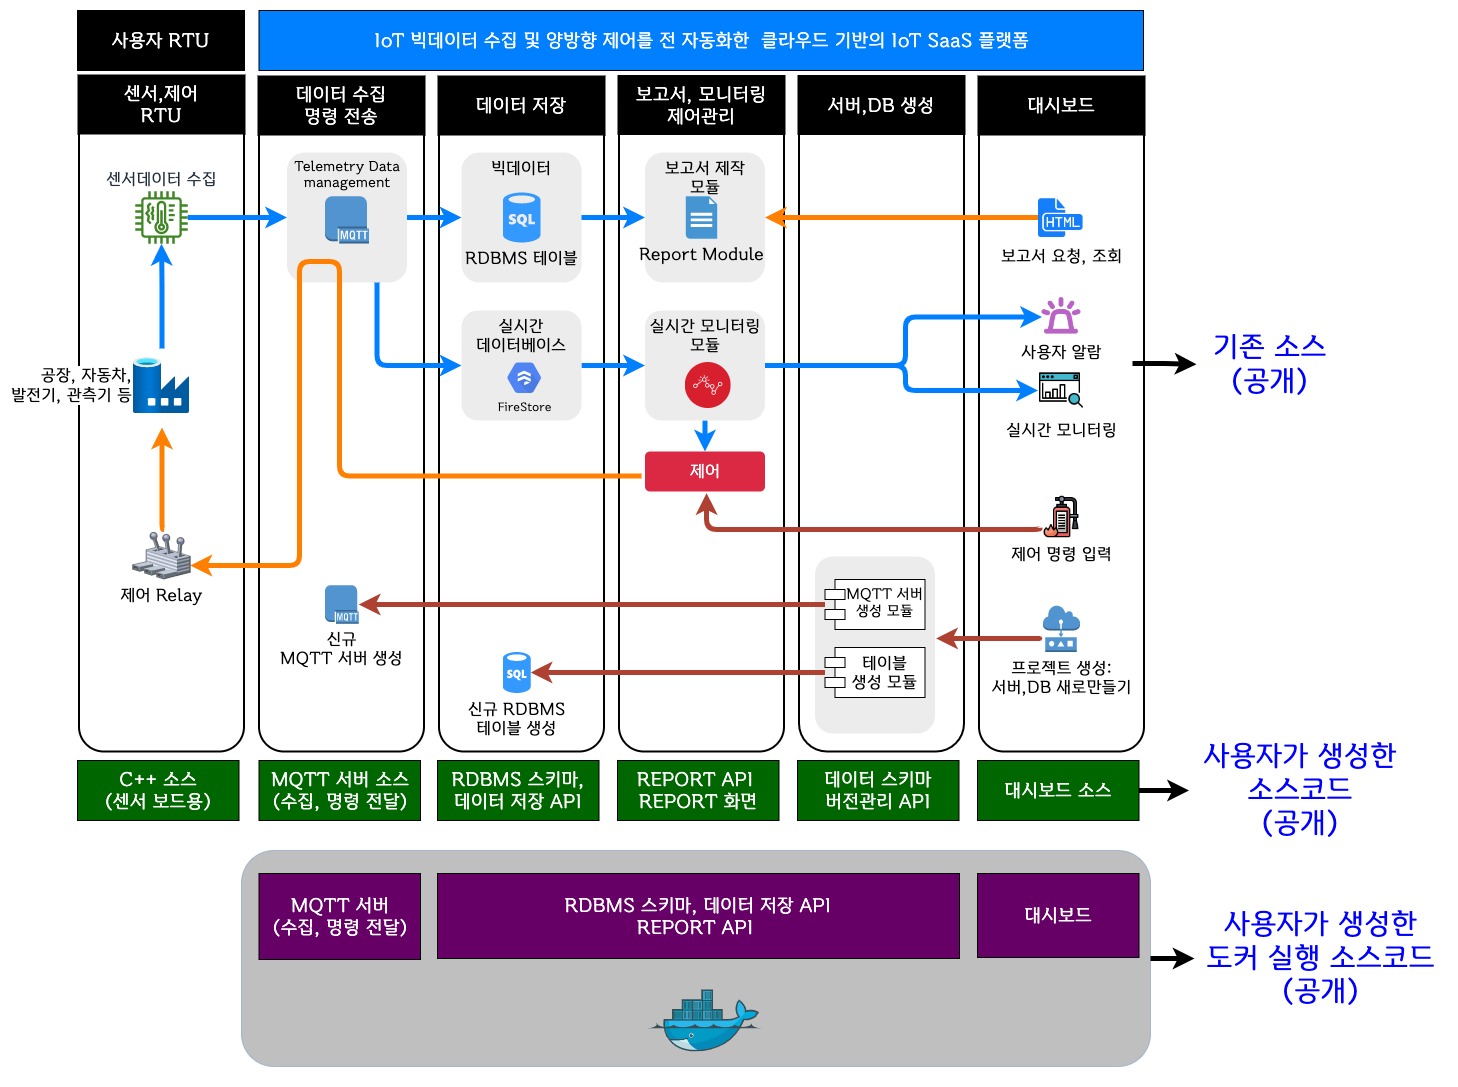 사용자 RTU
IoT 빅데이터 수집 및 양방향 제어를 전 자동화한 클라우드 기반의 IoT SaaS 플랫폼
센서,제어
RTU
데이터 수집
명령 전송
데이터 저장
보고서, 모니터링
제어관리
서버,DB 생성
대시보드
센서데이터 수집
공장, 자동차,
발전기, 관측기 등
제어 Relay
Telemetry Data
management
MQTT
신규
MQTT 서버 생성
MQTT
빅데이터
SQL
RDBMS 테이블
실시간
데이터베이스
FireStore
SQL
신규 RDBMS
테이블 생성
보고서 제작
모듈
Report Module
실시간 모니터링
모듈
제어
MQTT 서버
생성 모듈
테이블
생성 모듈
HTML
보고서 요청, 조회
사용자 알람
실시간 모니터링
제어 명령 입력
프로젝트 생성:
서버,DB 새로만들기
기존 소스
(공개)
C++ 소스
(센서 보드용)
MQTT 서버 소스
(수집, 명령 전달)
RDBMS 스키마,
데이터 저장 API
REPORT API
REPORT 화면
데이터 스키마
버전관리 API
대시보드 소스
사용자가 생성한
소스코드
(공개)
MQTT 서버
(수집, 명령 전달)
RDBMS 스키마, 데이터 저장 API
REPORT API
대시보드
사용자가 생성한
도커 실행 소스코드
(공개)